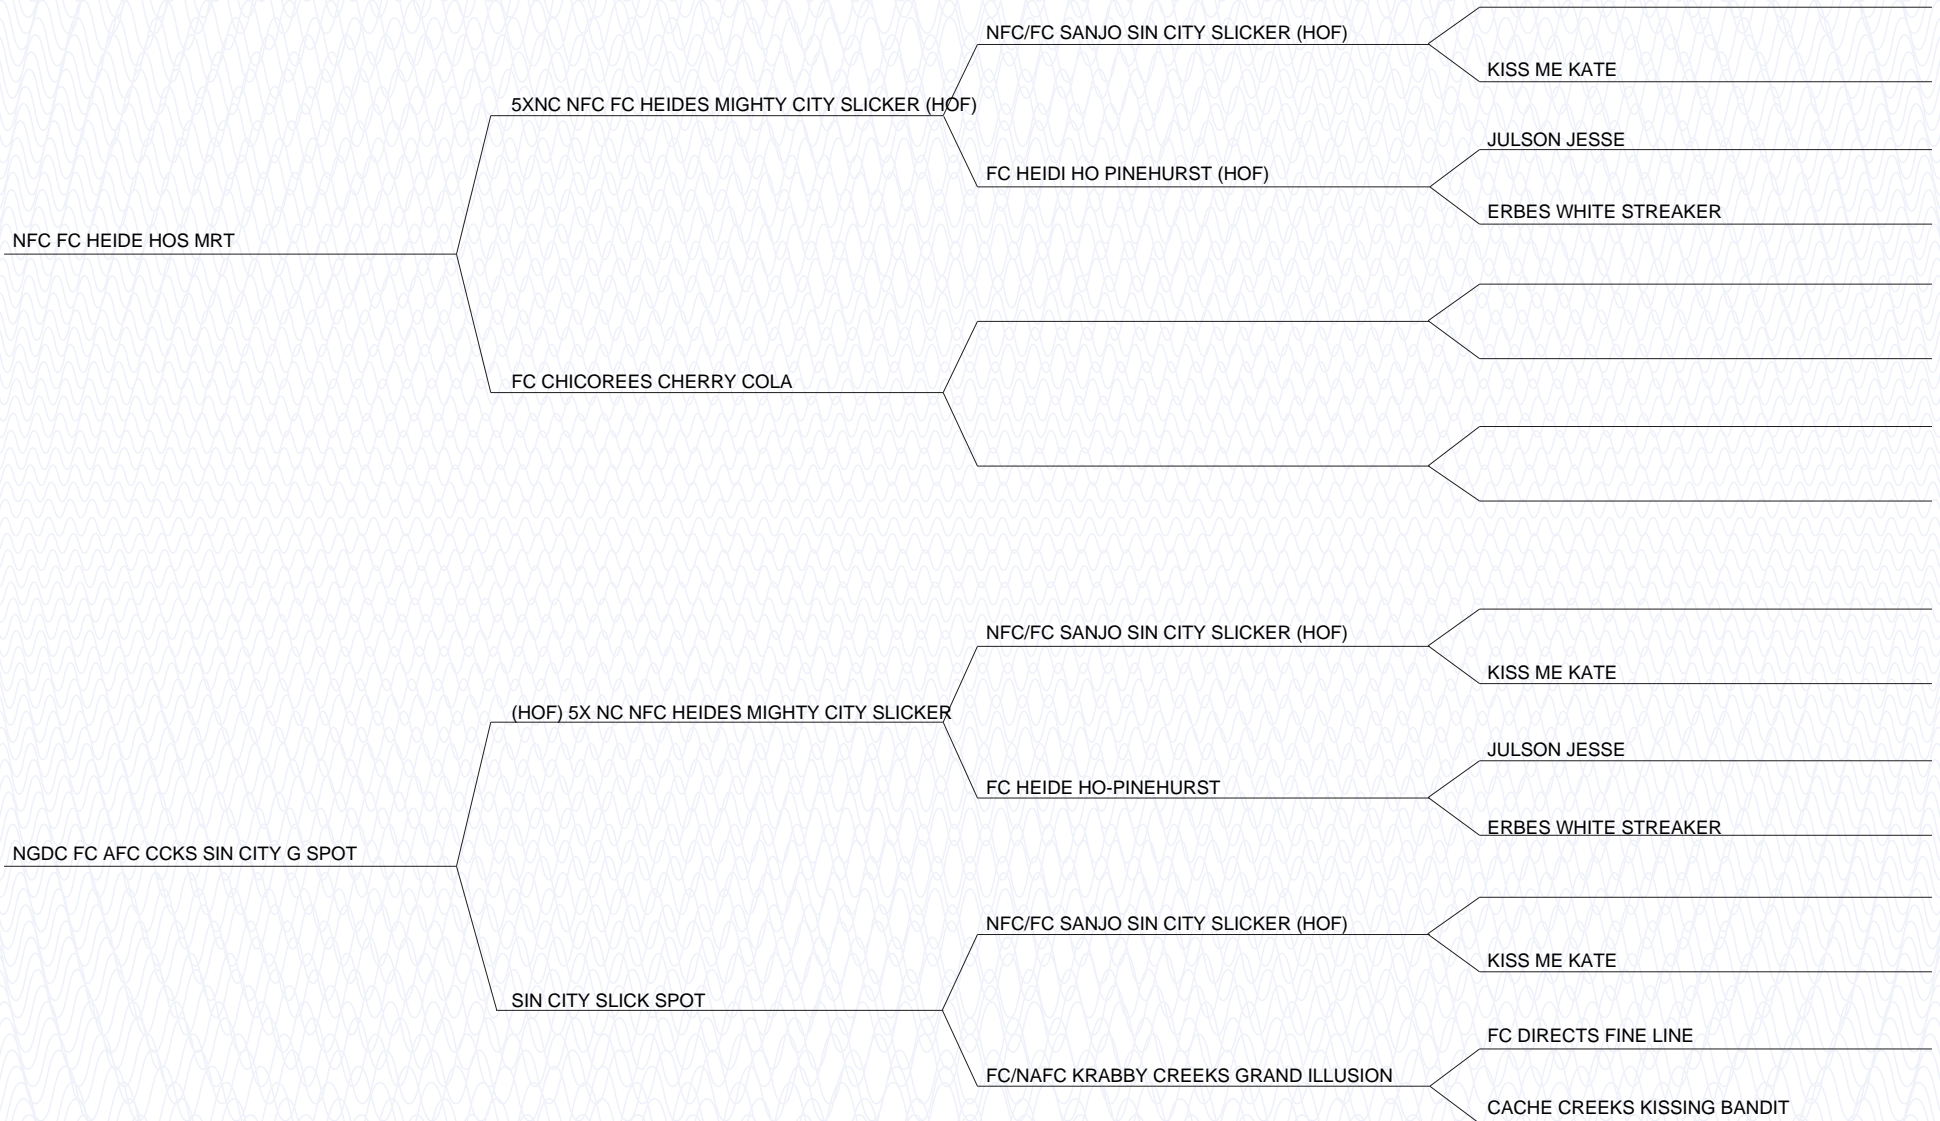 NFC/FC SANJO SIN CITY SLICKER (HOF)
KISS ME KATE
5XNC NFC FC HEIDES MIGHTY CITY SLICKER (HOF)
JULSON JESSE
FC HEIDI HO PINEHURST (HOF)
ERBES WHITE STREAKER
NFC FC HEIDE HOS MRT
FC CHICOREES CHERRY COLA
NFC/FC SANJO SIN CITY SLICKER (HOF)
KISS ME KATE
(HOF) 5X NC NFC HEIDES MIGHTY CITY SLICKER
JULSON JESSE
FC HEIDE HO-PINEHURST
ERBES WHITE STREAKER
NGDC FC AFC CCKS SIN CITY G SPOT
NFC/FC SANJO SIN CITY SLICKER (HOF)
KISS ME KATE
SIN CITY SLICK SPOT
FC DIRECTS FINE LINE
FC/NAFC KRABBY CREEKS GRAND ILLUSION
CACHE CREEKS KISSING BANDIT